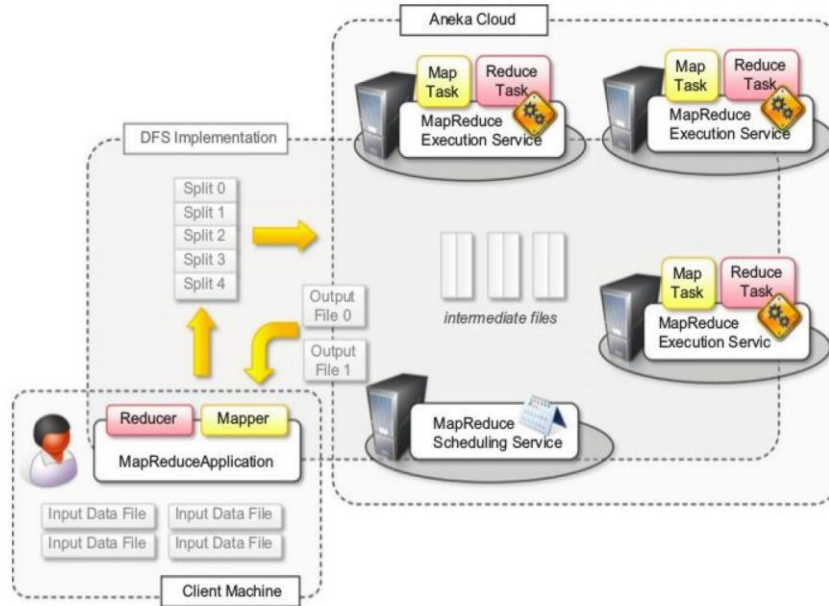 Aneka Cloud
Map
Task
Reduce
Task
MapReduce
Execution Service
Map
Task
Reduce
Task
MapReduce
Execution Service
DFS Implementation
Split 0
Split 1
Split 2
Split 3
Split 4
Output
File 0
Output
File 1
intermediate files
Map
Task
Reduce
Task
MapReduce
Execution Servic
MapReduce
Scheduling Service
Reducer
Mapper
MapReduceApplication
Input Data File
Input Data File
Input Data File
Input Data File
Client Machine